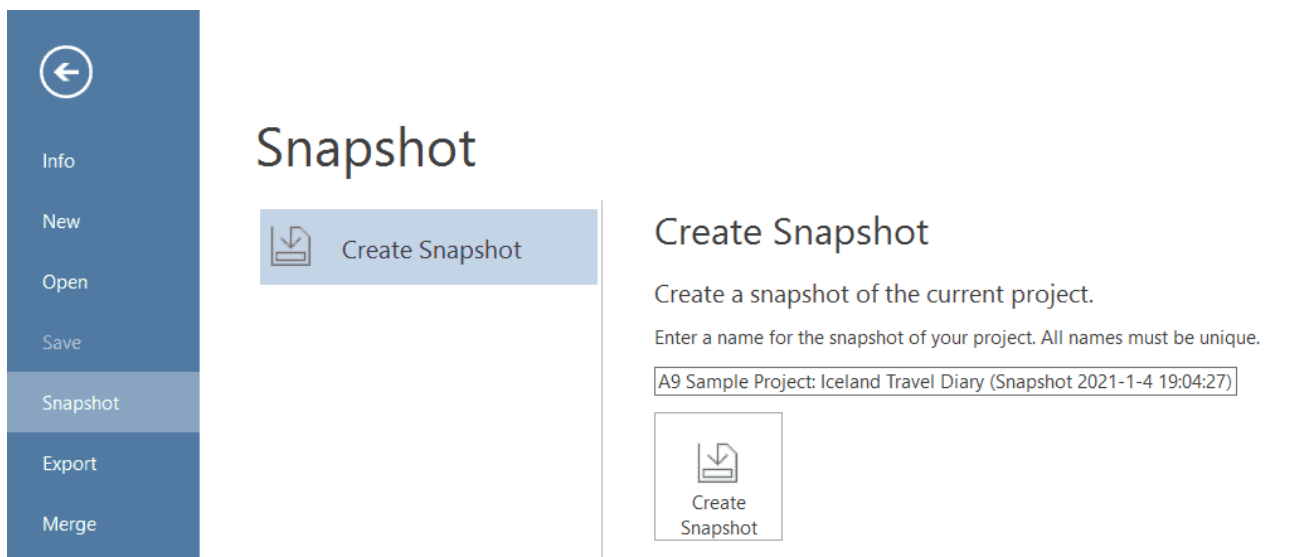 Info
New
Open
Save
Snapshot
Export
Merge
Snapshot
Create Snapshot
Create Snapshot
Create a snapshot of the current project.
Enter a name for the snapshot of your project. All names must be unique.
A9 Sample Project: Iceland Travel Diary (Snapshot 2021-1-4 19:04:27)
Create
Snapshot